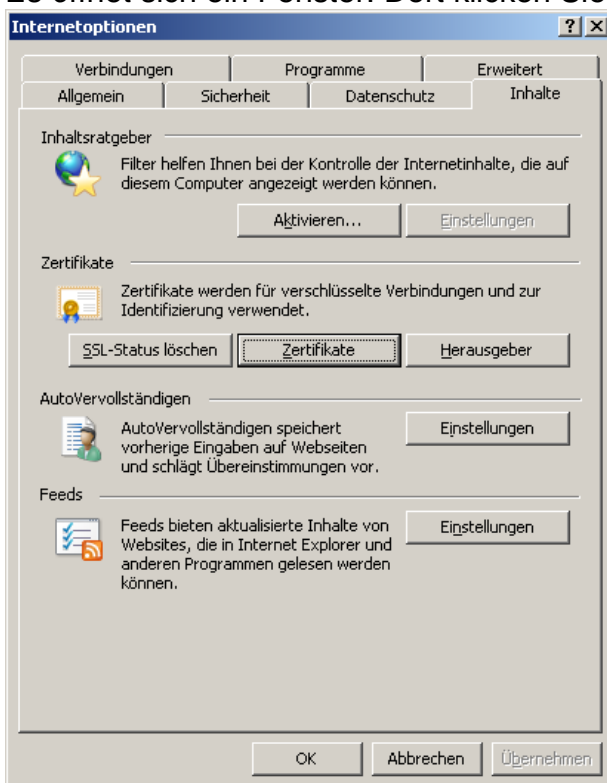 Es öffnet sich ein Fenster. Dort klicken Sie
Internetoptionen
Verbindungen Programme Erweitert
Allgemein Sicherheit Datenschutz Inhalte
Inhaltsratgeber
Filter helfen Ihnen bei der Kontrolle der Internetinhalte, die auf
diesem Computer angezeigt werden können.
Aktivieren... Einstellungen
Zertifikate
Zertifikate werden für verschlüsselte Verbindungen und zur
Identifizierung verwendet.
SSL-Status löschen Zertifikate Herausgeber
AutoVervollständigen
AutoVervollständigen speichert
vorherige Eingaben auf Webseiten
und schlägt Übereinstimmungen vor.
Einstellungen
Feeds
Feeds bieten aktualisierte Inhalte von
Websites, die in Internet Explorer und
anderen Programmen gelesen werden
können.
Einstellungen
OK Abbrechen Übernehmen